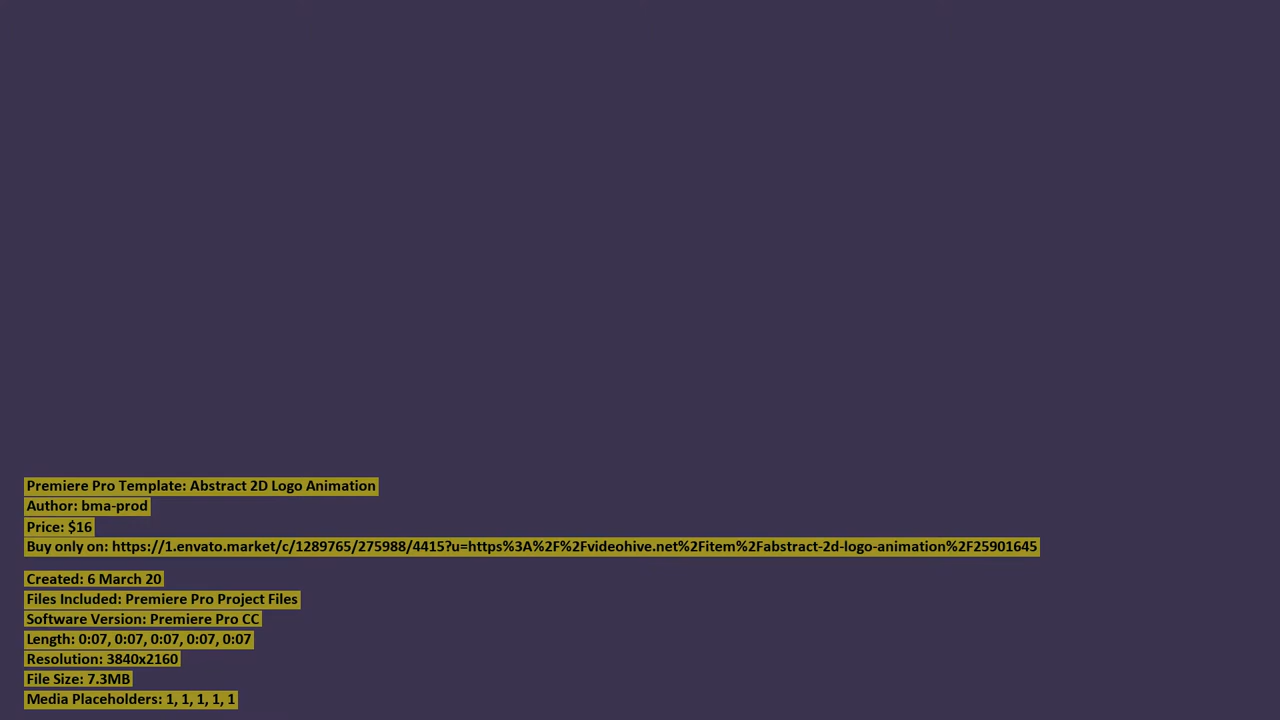 Premiere Pro Template: Abstract 2D Logo Animation
Author: bma-prod
Price: $16
Buy only on: https://1.envato.market/c/1289765/275988/4415?u=https%3A%2F%2Fvideohive.net%2Fitem%2Fabstract-2d-logo-animation%2F25901645
Created: 6 March 20
Files Included: Premiere Pro Project Files
Software Version: Premiere Pro CC
Length: 0:07, 0:07, 0:07, 0:07, 0:07
Resolution: 3840x2160
File Size: 7.3MB
Media Placeholders: 1, 1, 1, 1, 1